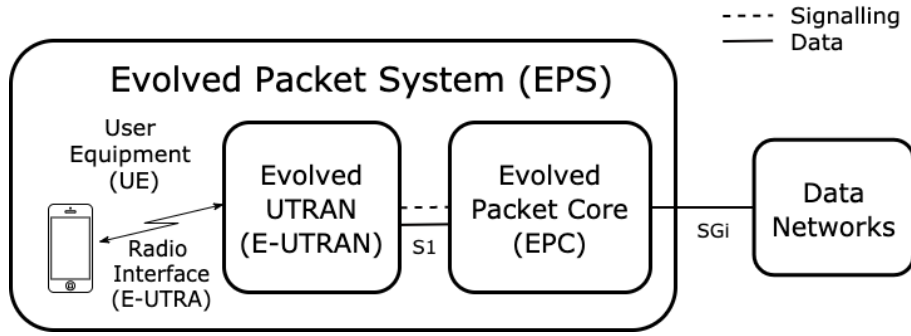 Signalling
Data
Evolved Packet System (EPS)
User
Equipment
(UE)
Radio
Interface
(E-UTRA)
Evolved
UTRAN
(E-UTRAN)
S1
Evolved
Packet Core
(EPC)
SGi
Data
Networks
@